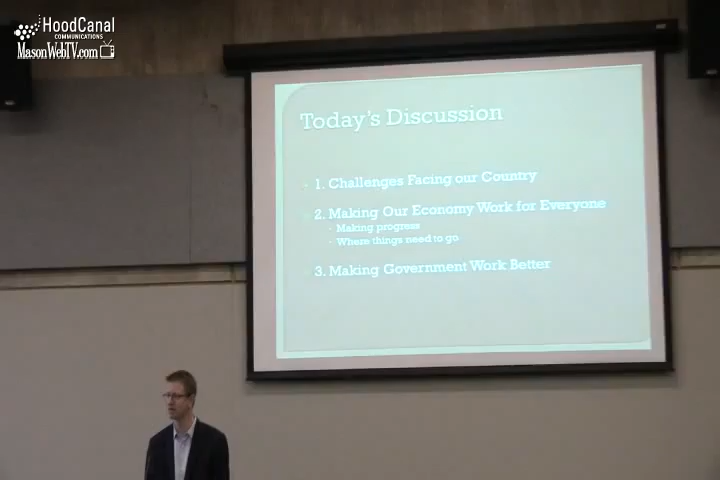 HoodCanal
COMMUNICATIONS
MasonWebTV.com
Today's Discussion
1. Challenges Facing our Country
2. Making Our Economy Work for Everyone
Making progress
Where things need to go
3. Making Government Work Better